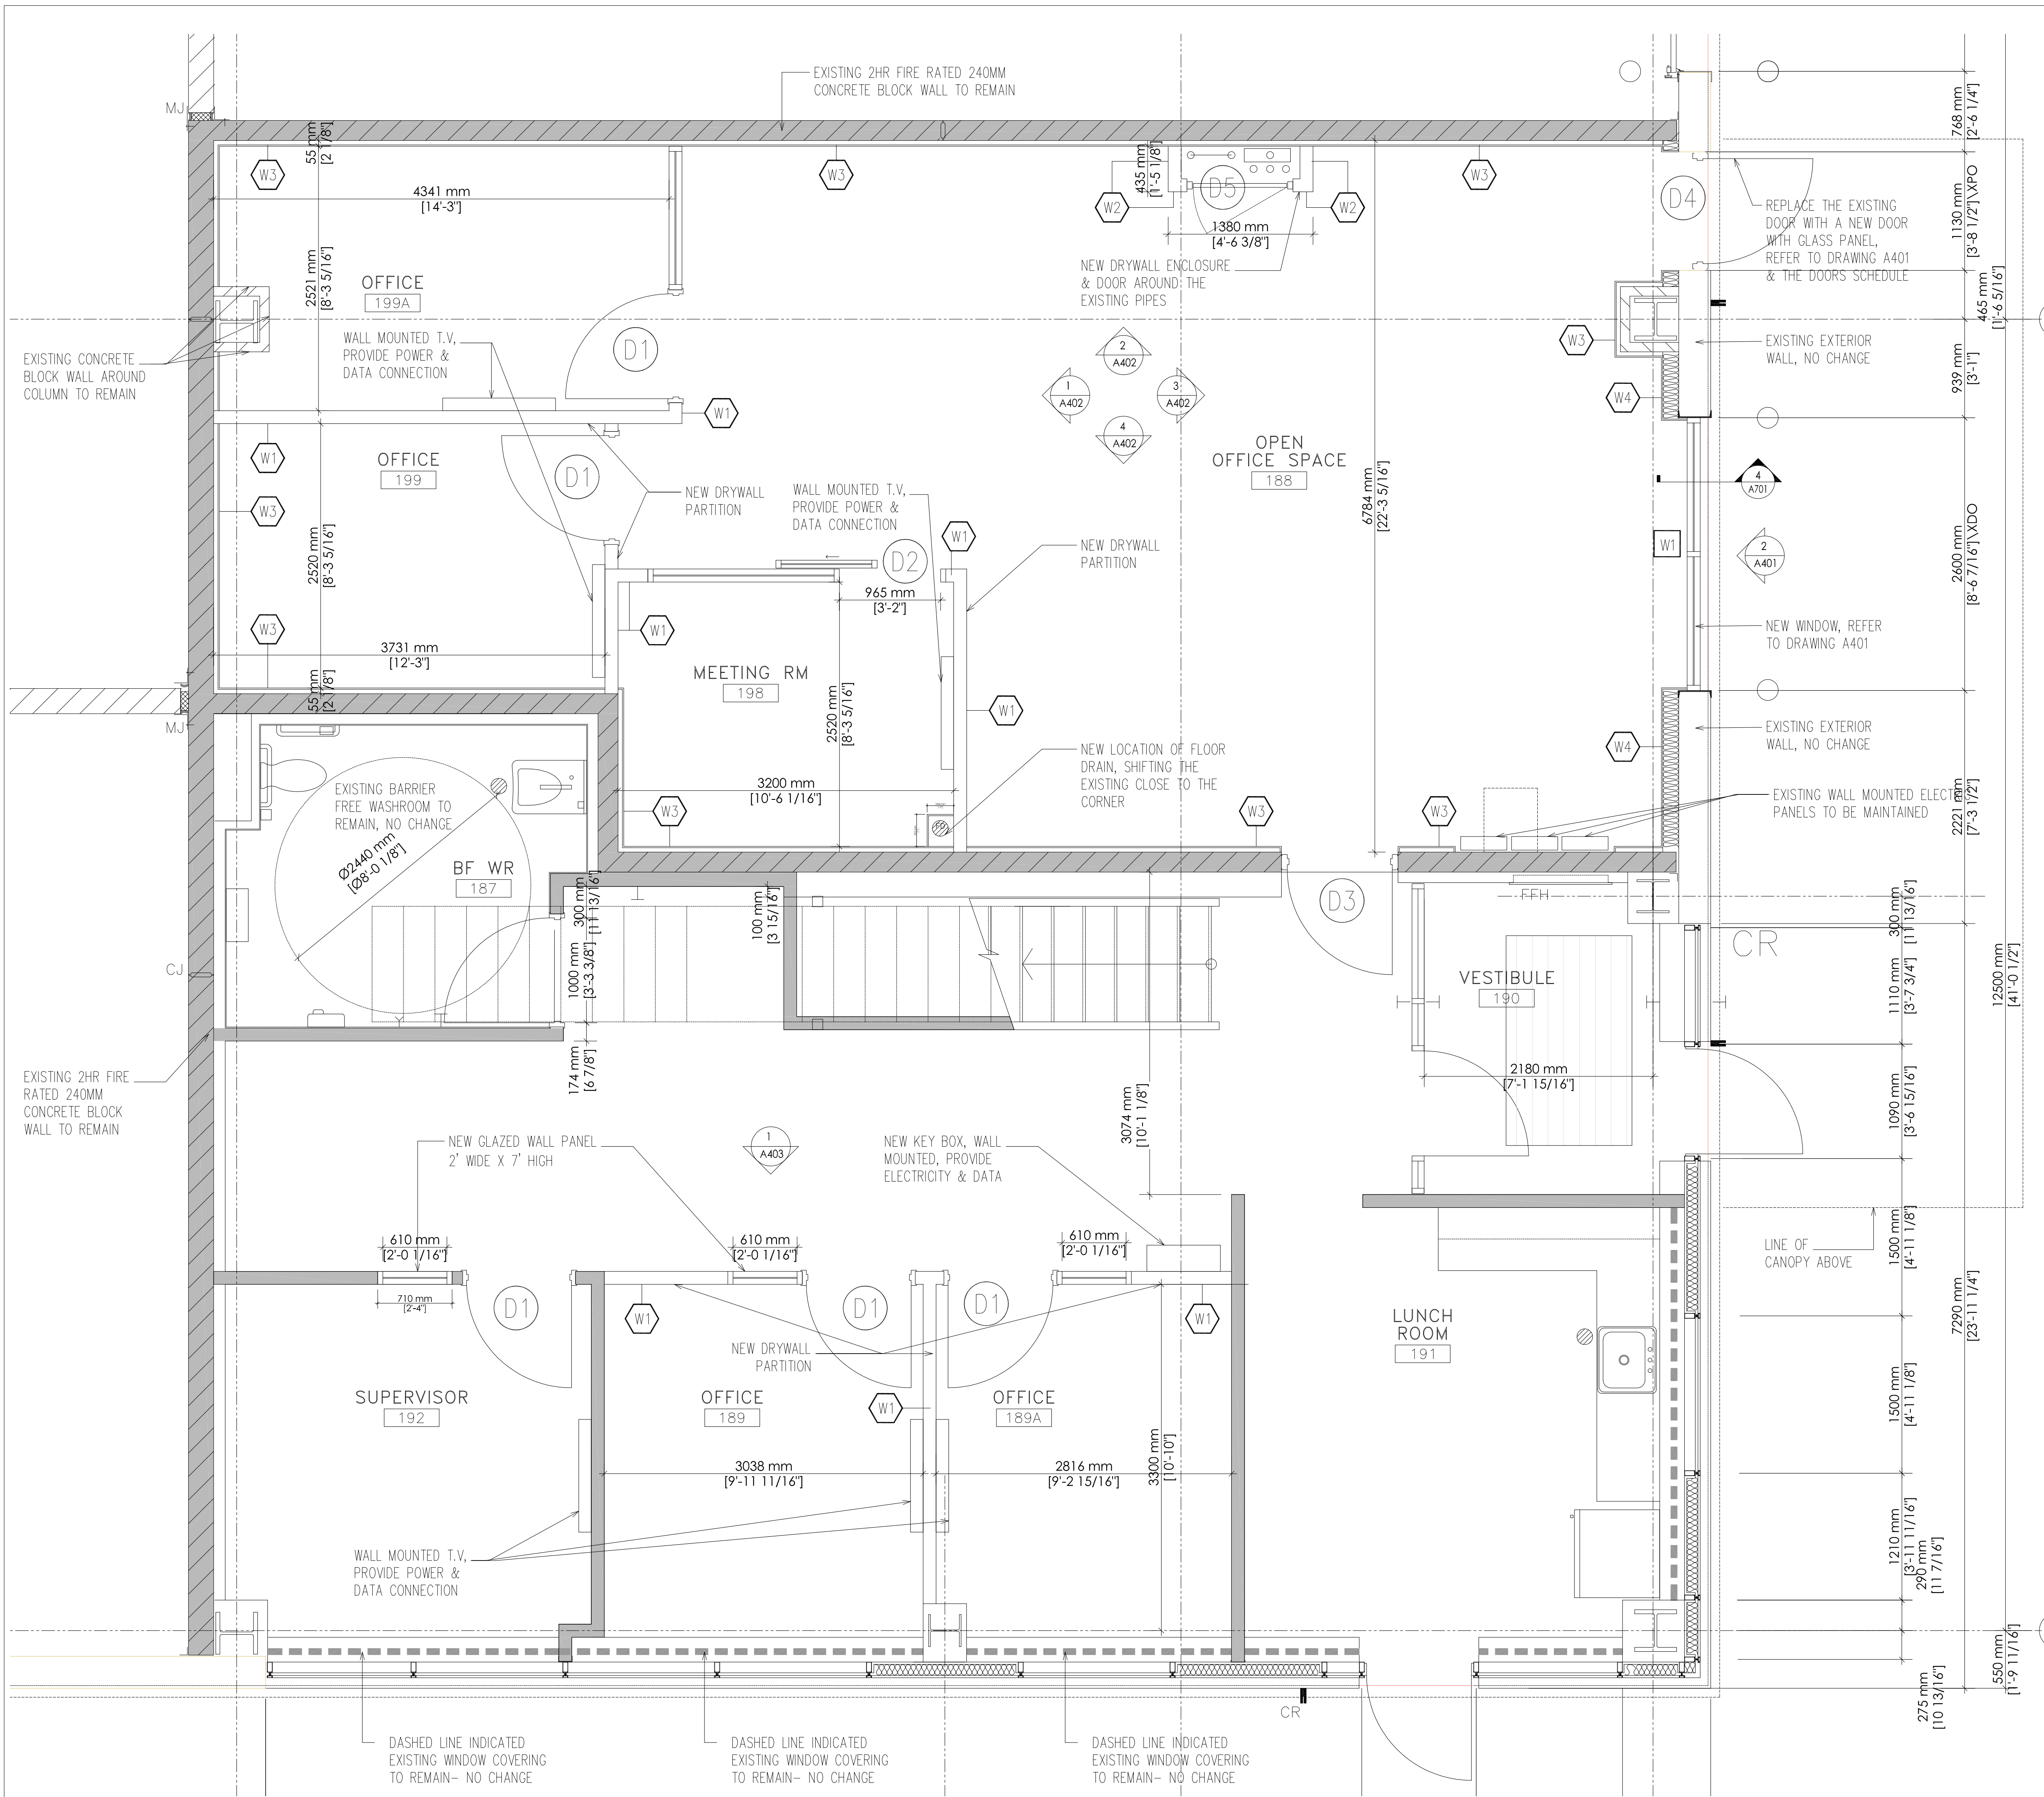 EXISTING 2HR FIRE RATED 240MM
CONCRETE BLOCK WALL TO REMAIN
MJ
55 mm
[2 1/8"]
W3
4341 mm
[14'-3"]
2521 mm
[8'-3 5/16"]
OFFICE
199A
W3
435 mm
[1'-5 1/8"]
W2
D5
W2
1380 mm
[4'-6 3/8"]
NEW DRYWALL ENCLOSURE
& DOOR AROUND THE
EXISTING PIPES
W3
D4
REPLACE THE EXISTING
DOOR WITH A NEW DOOR
WITH GLASS PANEL,
REFER TO DRAWING A401
& THE DOORS SCHEDULE
768 mm
[2'-6 1/4"]
1130 mm
[3'-8 1/2"]\XPO
465 mm
[1'-6 5/16"]
939 mm
[3'-1"]
EXISTING CONCRETE
BLOCK WALL AROUND
COLUMN TO REMAIN
WALL MOUNTED T.V,
PROVIDE POWER &
DATA CONNECTION
D1
W1
2
A402
1
A402
3
A402
4
A402
W3
EXISTING EXTERIOR
WALL, NO CHANGE
W4
W1
OFFICE
199
D1
W3
NEW DRYWALL
PARTITION
WALL MOUNTED T.V,
PROVIDE POWER &
DATA CONNECTION
W1
NEW DRYWALL
PARTITION
OPEN
OFFICE SPACE
188
6784 mm
[22'-3 5/16"]
4
A701
W1
2
A401
2600 mm
[8'-6 7/16"]\XDO
2520 mm
[8'-3 5/16"]
D2
965 mm
[3'-2"]
W3
W1
3731 mm
[12'-3"]
MEETING RM
198
NEW WINDOW, REFER
TO DRAWING A401
55 mm
[2 1/8"]
MJ
2520 mm
[8'-3 5/16"]
W1
NEW LOCATION OF FLOOR
DRAIN, SHIFTING THE
EXISTING CLOSE TO THE
CORNER
W4
EXISTING EXTERIOR
WALL, NO CHANGE
EXISTING BARRIER
FREE WASHROOM TO
REMAIN, NO CHANGE
3200 mm
[10'-6 1/16"]
W3
FD
W3
W3
EXISTING WALL MOUNTED ELECT
PANELS TO BE MAINTAINED
2221 mm
[7'-3 1/2"]
Ø2440 mm
[Ø8'-0 1/8"]
BF WR
187
300 mm
[11 13/16"]
100 mm
[3 15/16"]
D3
FFH
300 mm
[11 13/16"]
CR
CJ
1000 mm
[3'-3 3/8"]
VESTIBULE
190
1110 mm
[3'-7 3/4"]
12500 mm
[41'-0 1/2"]
EXISTING 2HR FIRE
RATED 240MM
CONCRETE BLOCK
WALL TO REMAIN
174 mm
[6 7/8"]
3074 mm
[10'-1 1/8"]
2180 mm
[7'-1 15/16"]
1090 mm
[3'-6 15/16"]
NEW GLAZED WALL PANEL
2' WIDE X 7' HIGH
1
A403
NEW KEY BOX, WALL
MOUNTED, PROVIDE
ELECTRICITY & DATA
610 mm
[2'-0 1/16"]
610 mm
[2'-0 1/16"]
610 mm
[2'-0 1/16"]
LINE OF
CANOPY ABOVE
1500 mm
[4'-11 1/8"]
7290 mm
[23'-11 1/4"]
710 mm
[2'-4"]
D1
W1
D1
D1
W1
LUNCH
ROOM
191
NEW DRYWALL
PARTITION
SUPERVISOR
192
OFFICE
189
W1
OFFICE
189A
1500 mm
[4'-11 1/8"]
3038 mm
[9'-11 11/16"]
2816 mm
[9'-2 15/16"]
3300 mm
[10'-10"]
WALL MOUNTED T.V,
PROVIDE POWER &
DATA CONNECTION
1210 mm
[3'-11 11/16"]
290 mm
[11 7/16"]
550 mm
[1'-9 11/16"]
275 mm
[10 13/16"]
CR
DASHED LINE INDICATED
EXISTING WINDOW COVERING
TO REMAIN- NO CHANGE
DASHED LINE INDICATED
EXISTING WINDOW COVERING
TO REMAIN- NO CHANGE
DASHED LINE INDICATED
EXISTING WINDOW COVERING
TO REMAIN- NO CHANGE